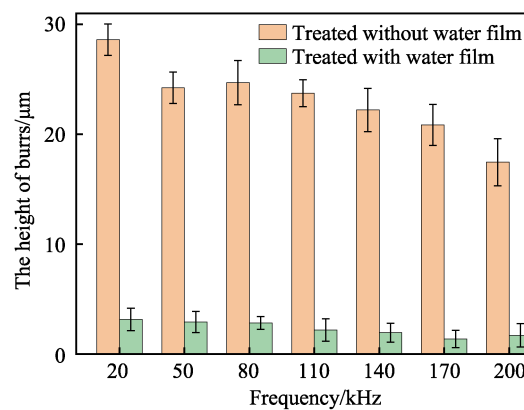 30
Treated without water film
Treated with water film
20
10
0
The height of burrs/μm
20 50 80 110 140 170 200
Frequency/kHz